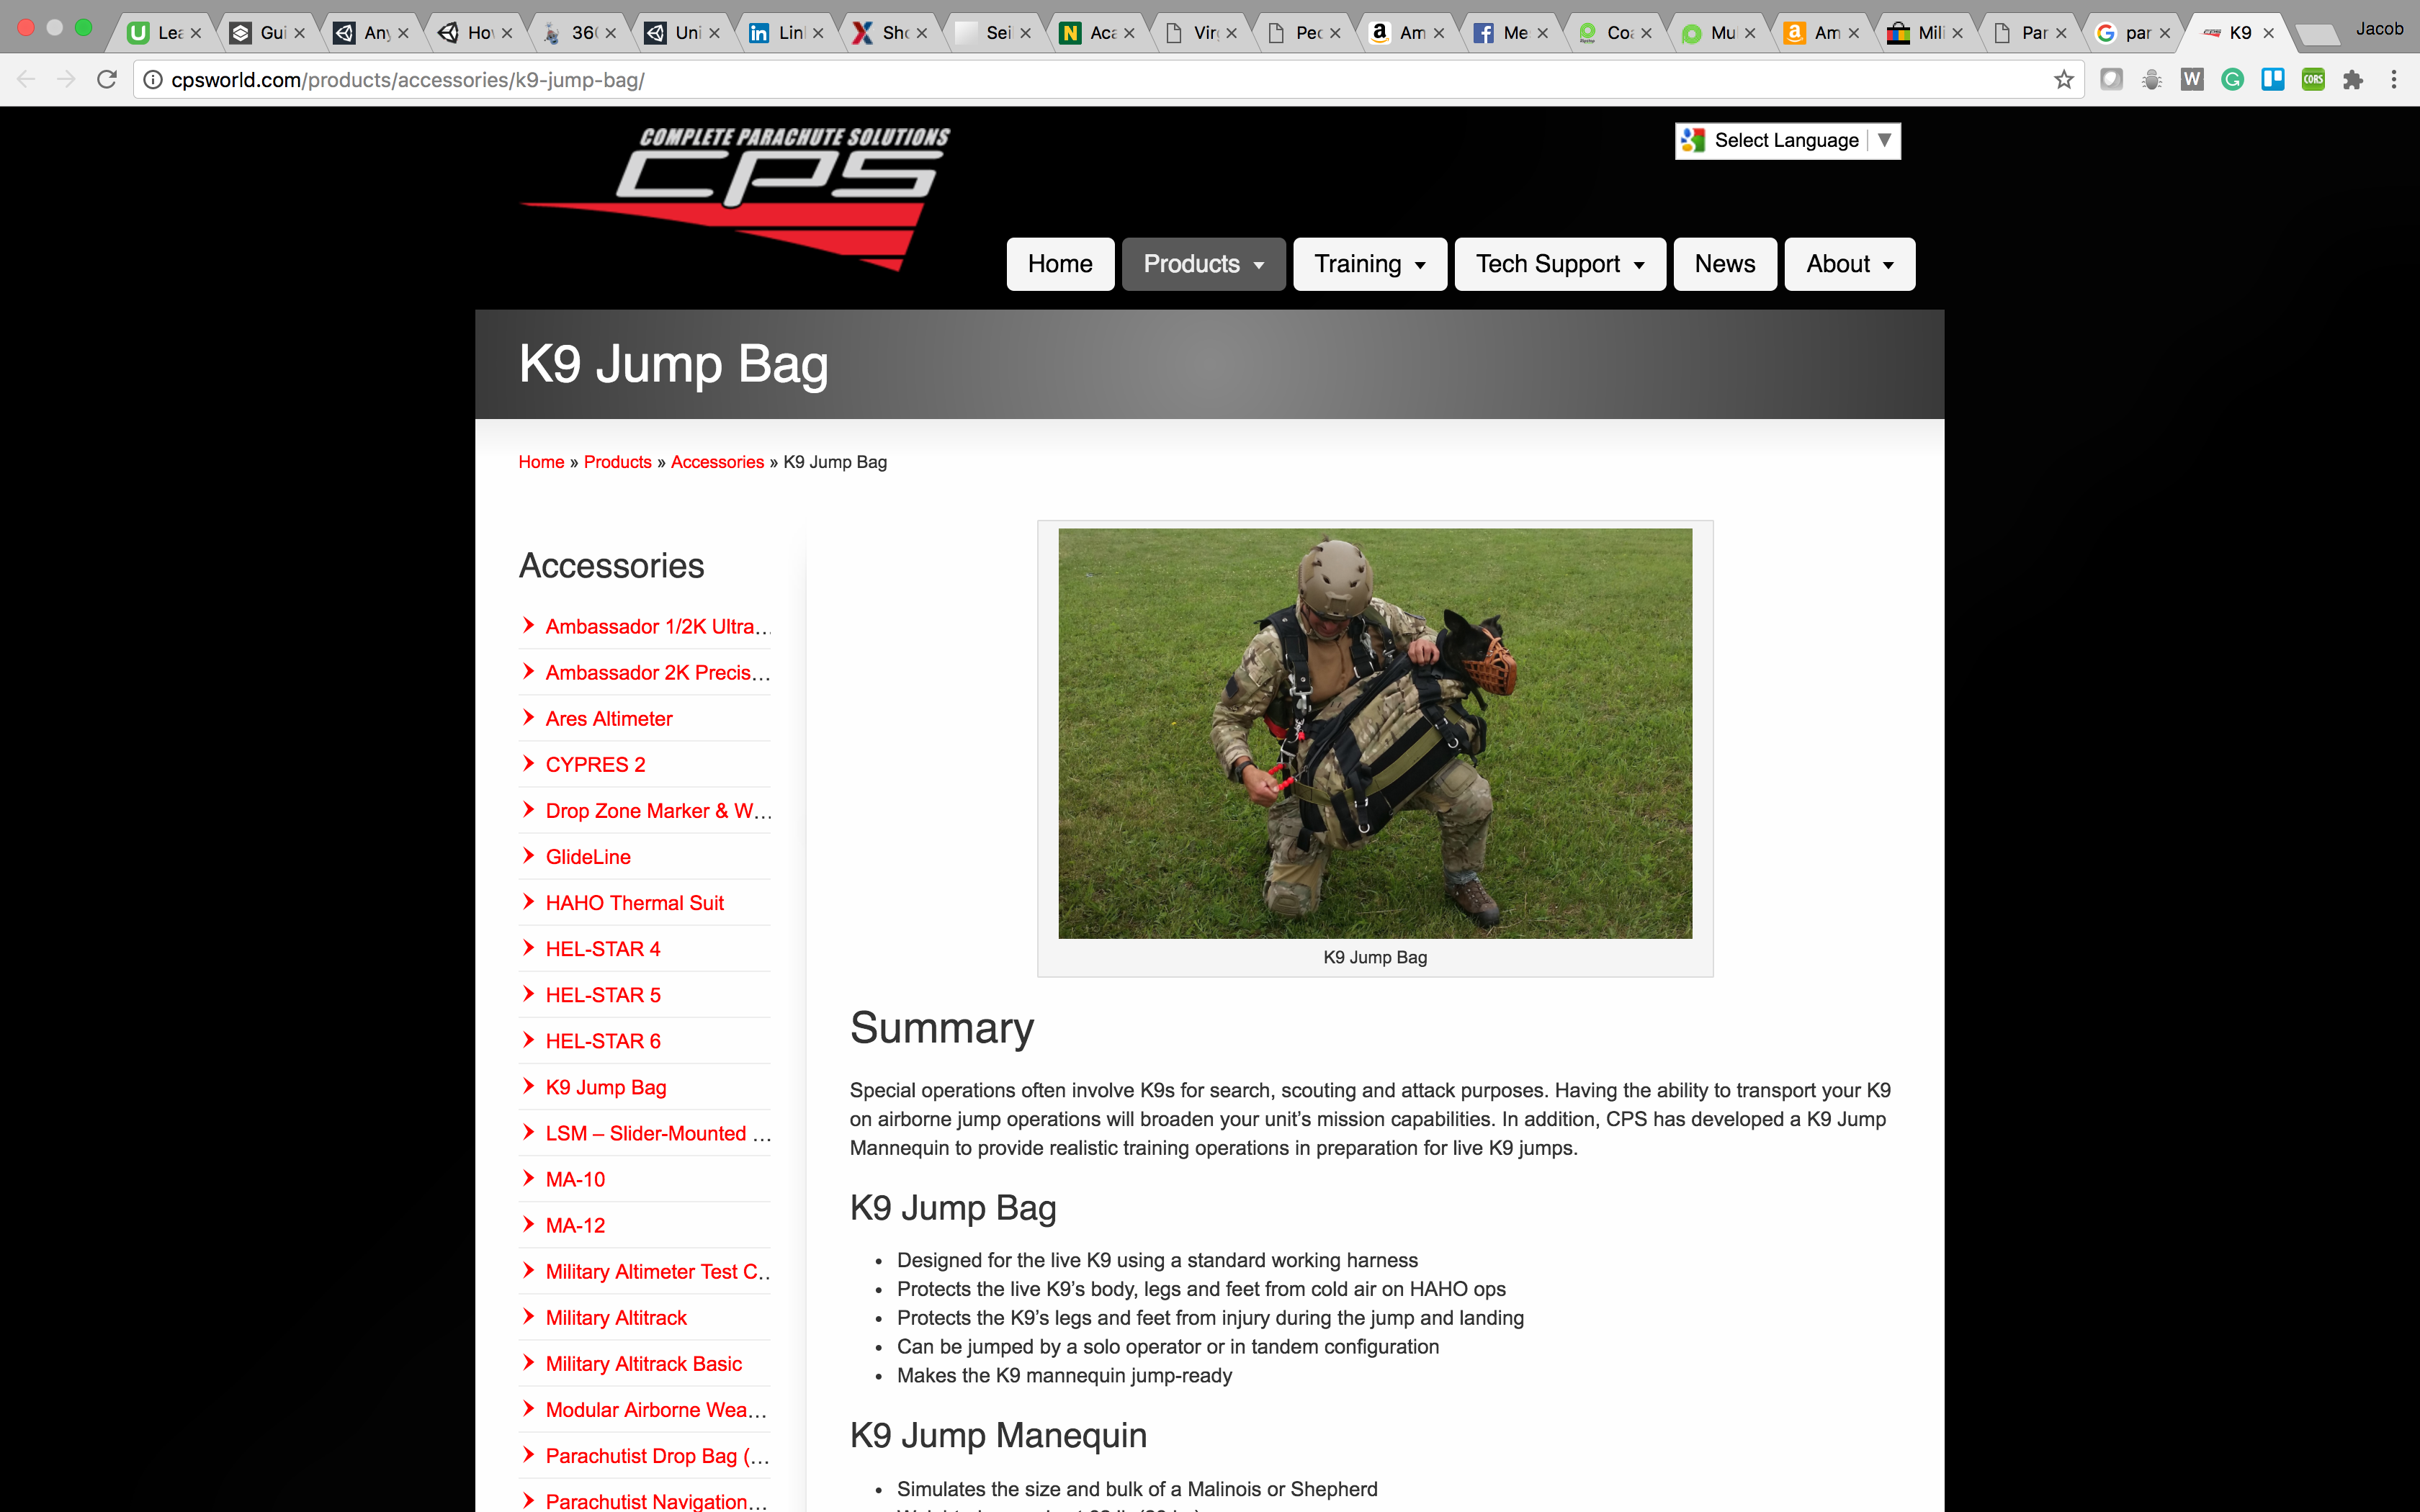 Lea
Gui
Any
Ho
36(
Uni
Lin
Sh
Sei
Aca
Vir
Pec
Am
Me
Co
Mu
Am
Mili
Par
par
K9
Jacob
cpsworld.com/products/accessories/k9-jump-bag/
W
CORS
COMPLETE PARACHUTE SOLUTIONS
CPS
Select Language
Home
Products
Training
Tech Support
News
About
K9 Jump Bag
Home » Products » Accessories » K9 Jump Bag
Accessories
Ambassador 1/2K Ultra…
Ambassador 2K Precis…
Ares Altimeter
CYPRES 2
Drop Zone Marker & W…
GlideLine
HAHO Thermal Suit
HEL-STAR 4
HEL-STAR 5
HEL-STAR 6
K9 Jump Bag
LSM – Slider-Mounted …
MA-10
MA-12
Military Altimeter Test C…
Military Altitrack
Military Altitrack Basic
Modular Airborne Wea…
Parachutist Drop Bag (…
Parachutist Navigation…
K9 Jump Bag
Summary
Special operations often involve K9s for search, scouting and attack purposes. Having the ability to transport your K9
on airborne jump operations will broaden your unit’s mission capabilities. In addition, CPS has developed a K9 Jump
Mannequin to provide realistic training operations in preparation for live K9 jumps.
K9 Jump Bag
• Designed for the live K9 using a standard working harness
• Protects the live K9’s body, legs and feet from cold air on HAHO ops
• Protects the K9’s legs and feet from injury during the jump and landing
• Can be jumped by a solo operator or in tandem configuration
• Makes the K9 mannequin jump-ready
K9 Jump Manequin
• Simulates the size and bulk of a Malinois or Shepherd